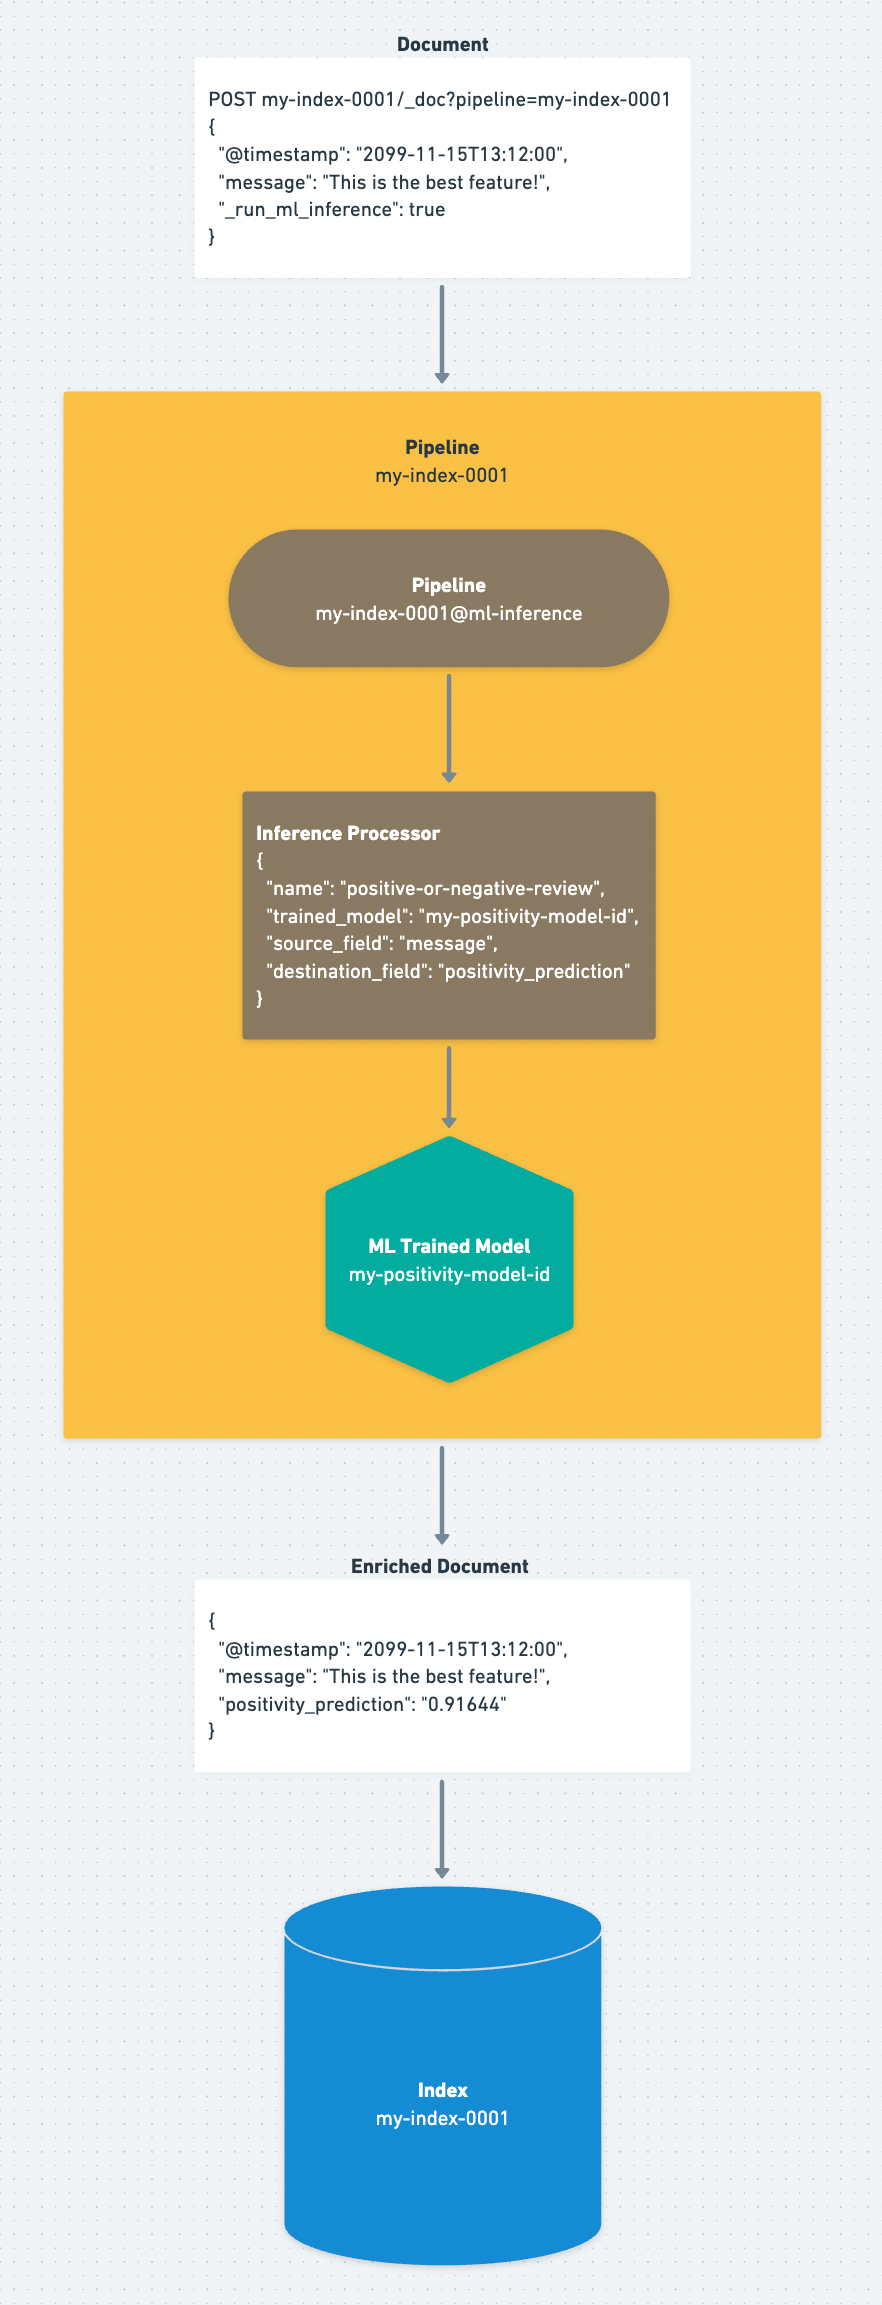 Document
POST my-index-0001/_doc?pipeline=my-index-0001
{
"@timestamp": "2099-11-15T13:12:00",
"message": "This is the best feature!",
"_run_ml_inference": true
}
Pipeline
my-index-0001
Pipeline
my-index-0001@ml-inference
Inference Processor
{
"name": "positive-or-negative-review",
"trained_model": "my-positivity-model-id",
"source_field": "message",
"destination_field": "positivity_prediction"
}
ML Trained Model
my-positivity-model-id
Enriched Document
{
"@timestamp": "2099-11-15T13:12:00",
"message": "This is the best feature!",
"positivity_prediction": "0.91644"
}
Index
my-index-0001